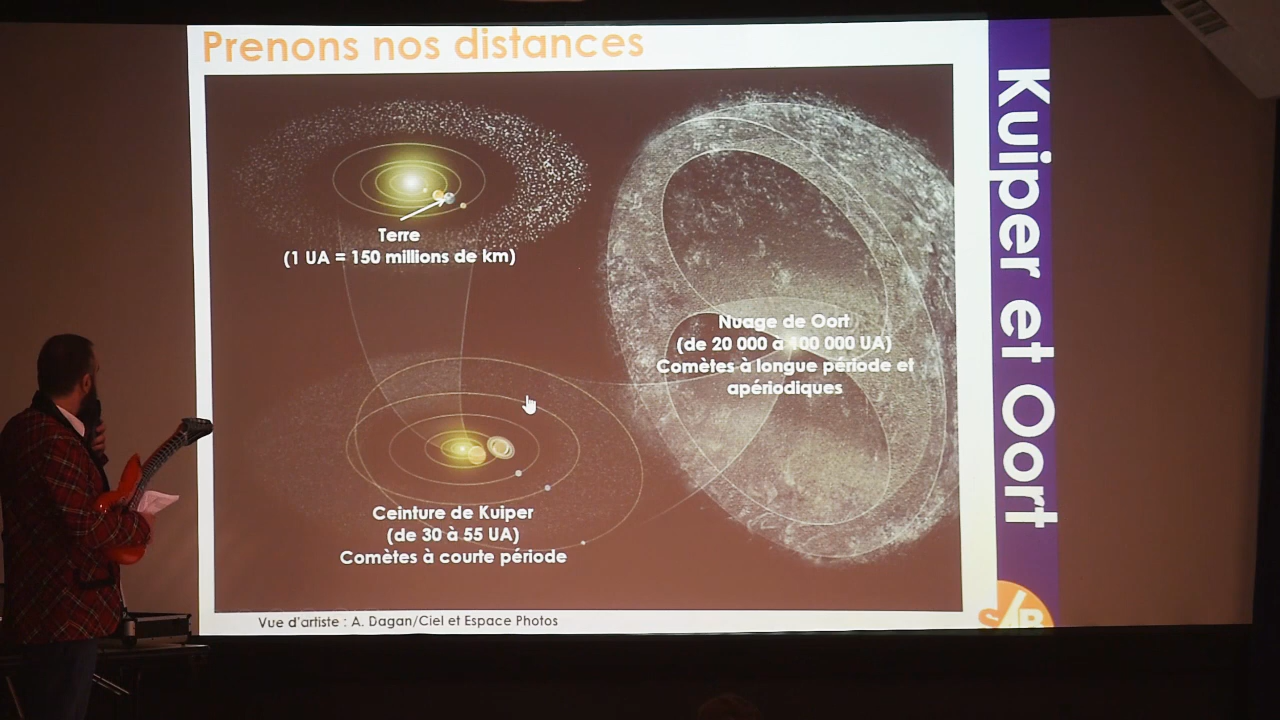 Prenons nos distances
Terre
(1 UA = 150 millions de km)
Nuage de Oort
(de 20 000 à 100 000 UA)
Comètes à longue période et
apériodiques
Ceinture de Kuiper
(de 30 à 55 UA)
Comètes à courte période
Vue d'artiste : A. Dagan/Ciel et Espace Photos
Kuiper et Oort